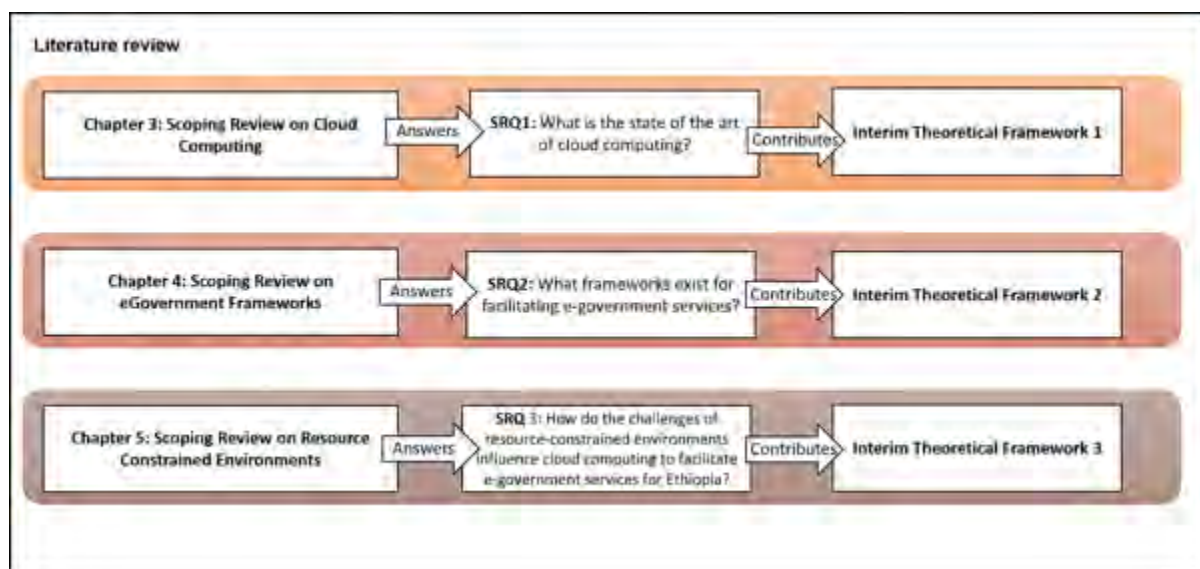 Literature review
Chapter 3: Scoping Review on Cloud
Computing
Answers
SRQ1: What is the state of the art
of cloud computing?
Contributes
Interim Theoretical Framework 1
Chapter 4: Scoping Review on
eGovernment Frameworks
Answers
SRQ2: What frameworks exist for
facilitating e-government services?
Contributes
Interim Theoretical Framework 2
Chapter 5: Scoping Review on Resource
Constrained Environments
Answers
SRQ 3: How do the challenges of
resource-constrained environments
influence cloud computing to facilitate
e-government services for Ethiopia?
Contributes
Interim Theoretical Framework 3